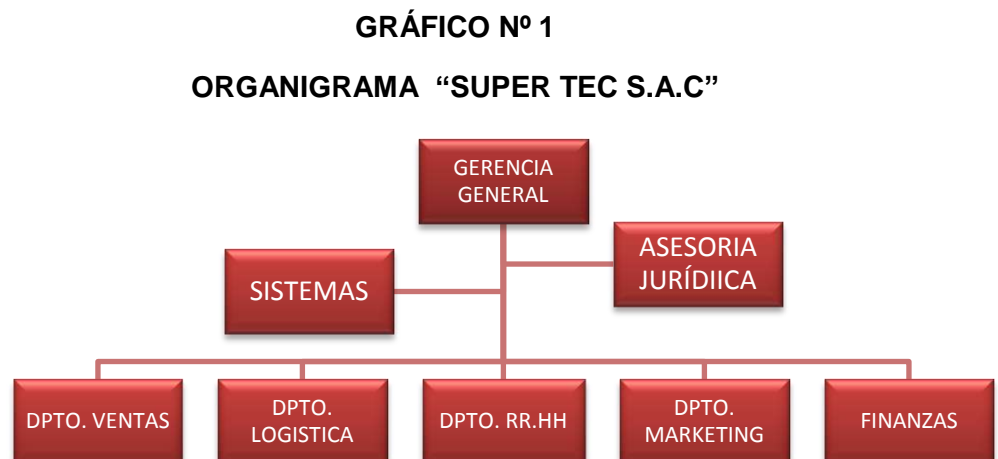 GRÁFICO Nº 1
ORGANIGRAMA “SUPER TEC S.A.C”
GERENCIA
GENERAL
ASESORIA
JURÍDIICA
SISTEMAS
DPTO. VENTAS
DPTO.
LOGISTICA
DPTO. RR.HH
DPTO.
MARKETING
FINANZAS